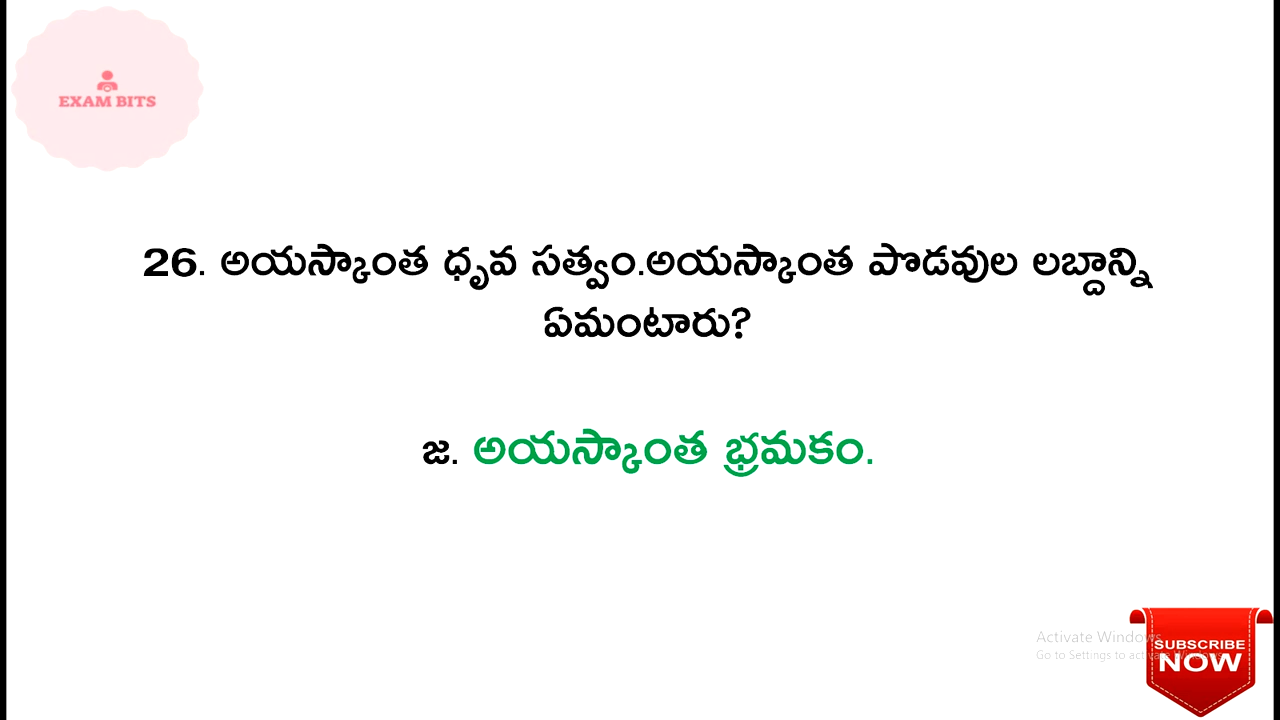 EXAM BITS
26. అయస్కాంత ధృవ సత్వం.అయస్కాంత పొడవుల లబ్దాన్ని
ఏమంటారు?
జ. అయస్కాంత భ్రమకం.
Activate Windows
Go to Settings to activate Windows.
SUBSCRIBE
NOW